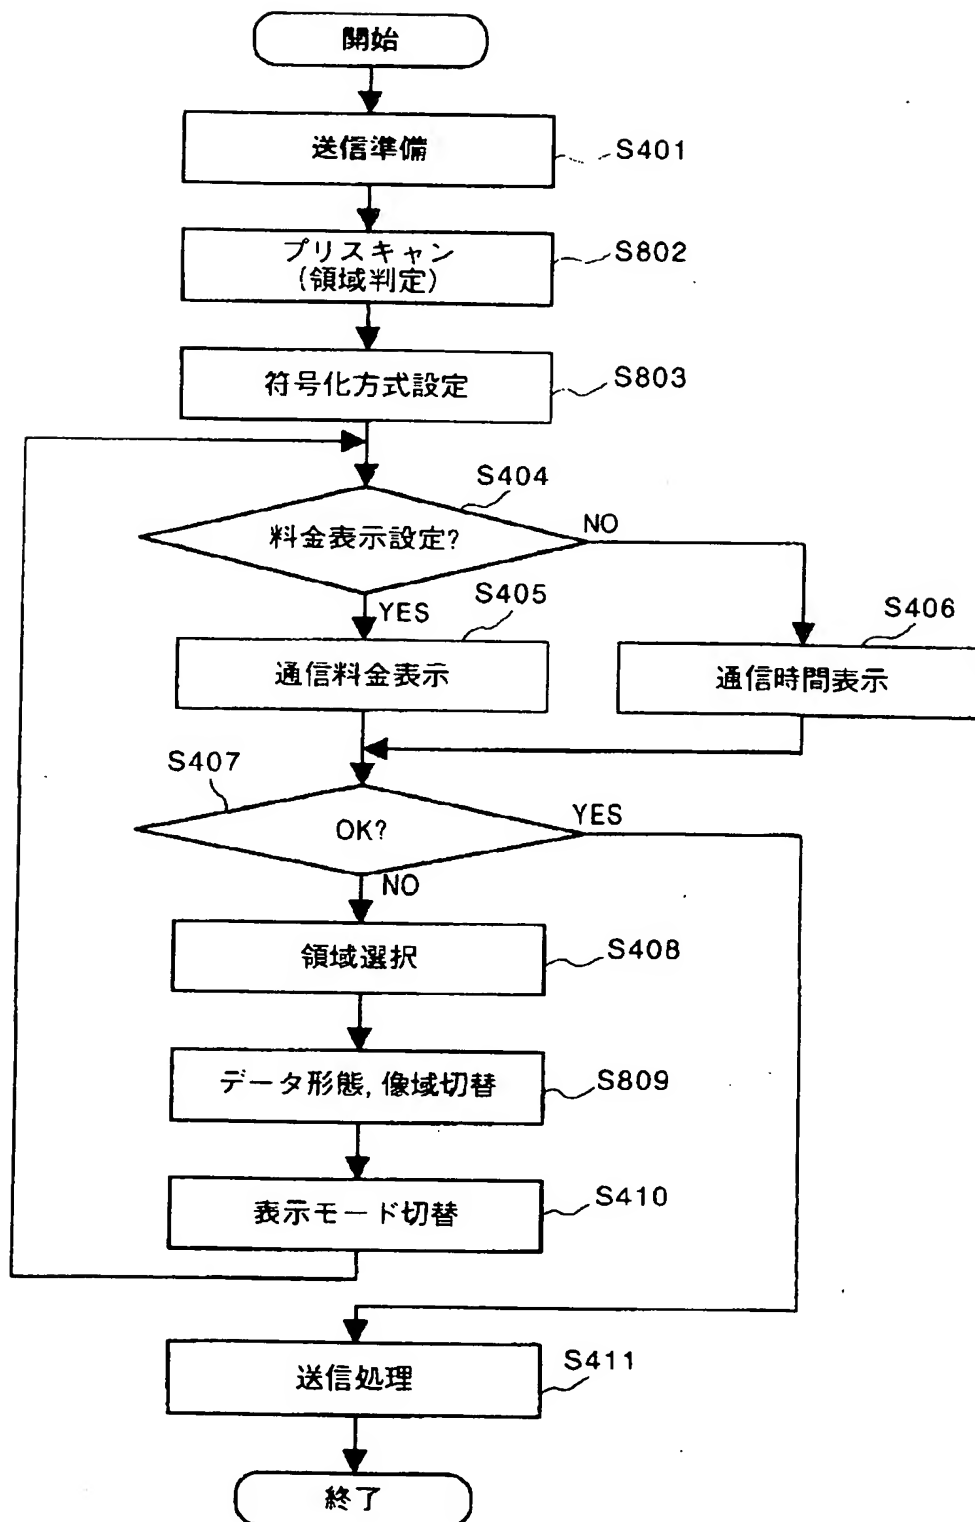 開始
送信準備
S401
プリスキャン
(領域判定)
S802
符号化方式設定
S803
S404
料金表示設定?
NO
YES
S405
通信料金表示
S406
通信時間表示
S407
OK?
YES
NO
領域選択
S408
データ形態,像域切替
S809
表示モード切替
S410
送信処理
S411
終了